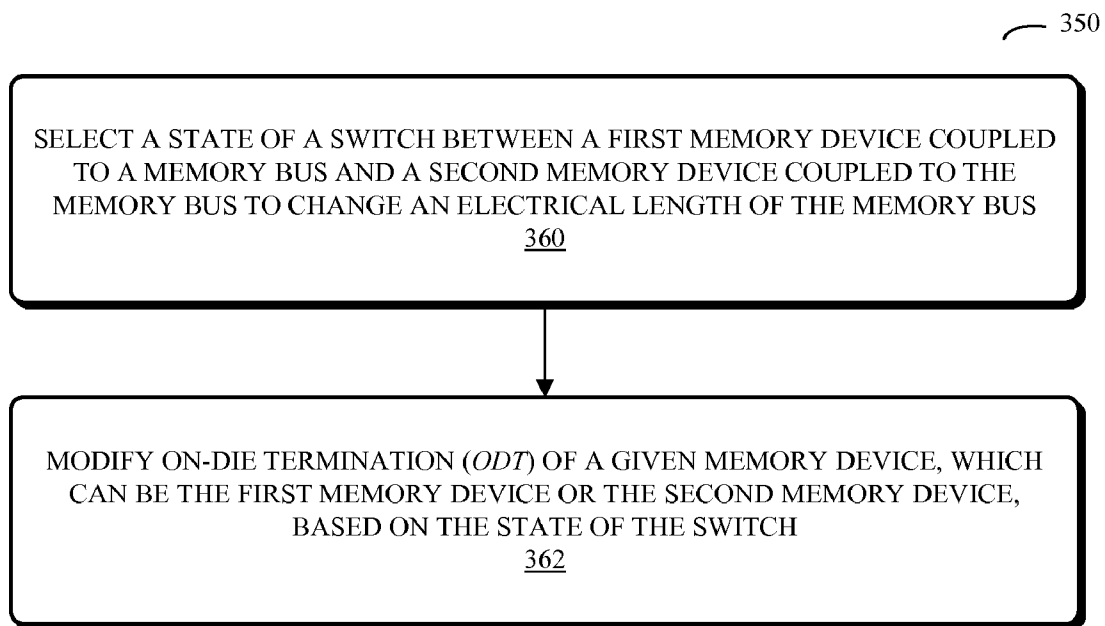 350
SELECT A STATE OF A SWITCH BETWEEN A FIRST MEMORY DEVICE COUPLED
TO A MEMORY BUS AND A SECOND MEMORY DEVICE COUPLED TO THE
MEMORY BUS TO CHANGE AN ELECTRICAL LENGTH OF THE MEMORY BUS
360
MODIFY ON-DIE TERMINATION (ODT) OF A GIVEN MEMORY DEVICE, WHICH
CAN BE THE FIRST MEMORY DEVICE OR THE SECOND MEMORY DEVICE,
BASED ON THE STATE OF THE SWITCH
362